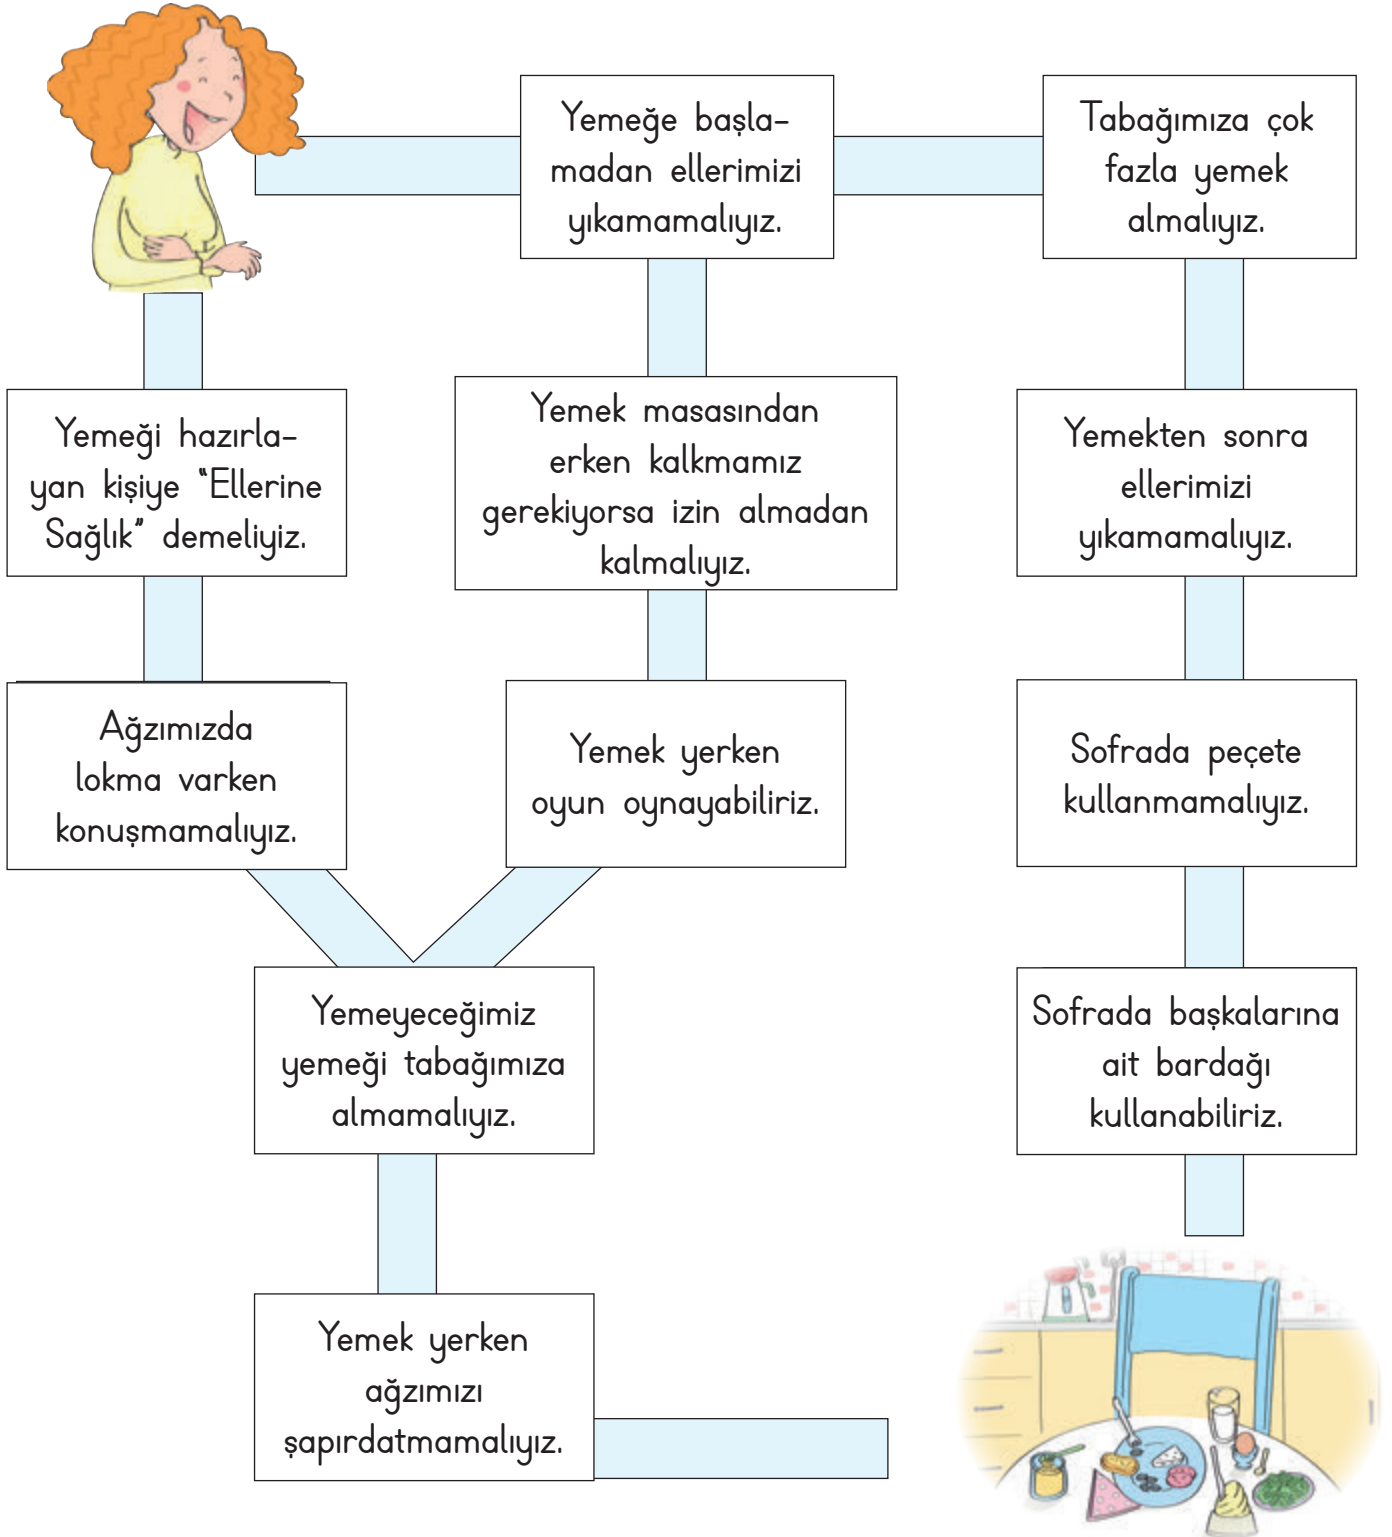 Yemeğe başla-
madan ellerimizi
yıkamamalıyız.
Tabağımıza çok
fazla yemek
almalıyız.
Yemeği hazırla-
yan kişiye “Ellerine
Sağlık” demeliyiz.
Yemek masasından
erken kalkmamız
gerekiyorsa izin almadan
kalmalıyız.
Yemekten sonra
ellerimizi
yıkamamalıyız.
Ağzımızda
lokma varken
konuşmamalıyız.
Yemek yerken
oyun oynayabiliriz.
Sofrada peçete
kullanmamalıyız.
Yemeyeceğimiz
yemeği tabağımıza
almamalıyız.
Sofrada başkalarına
ait bardağı
kullanabiliriz.
Yemek yerken
ağzımızı
şapırdatmamalıyız.